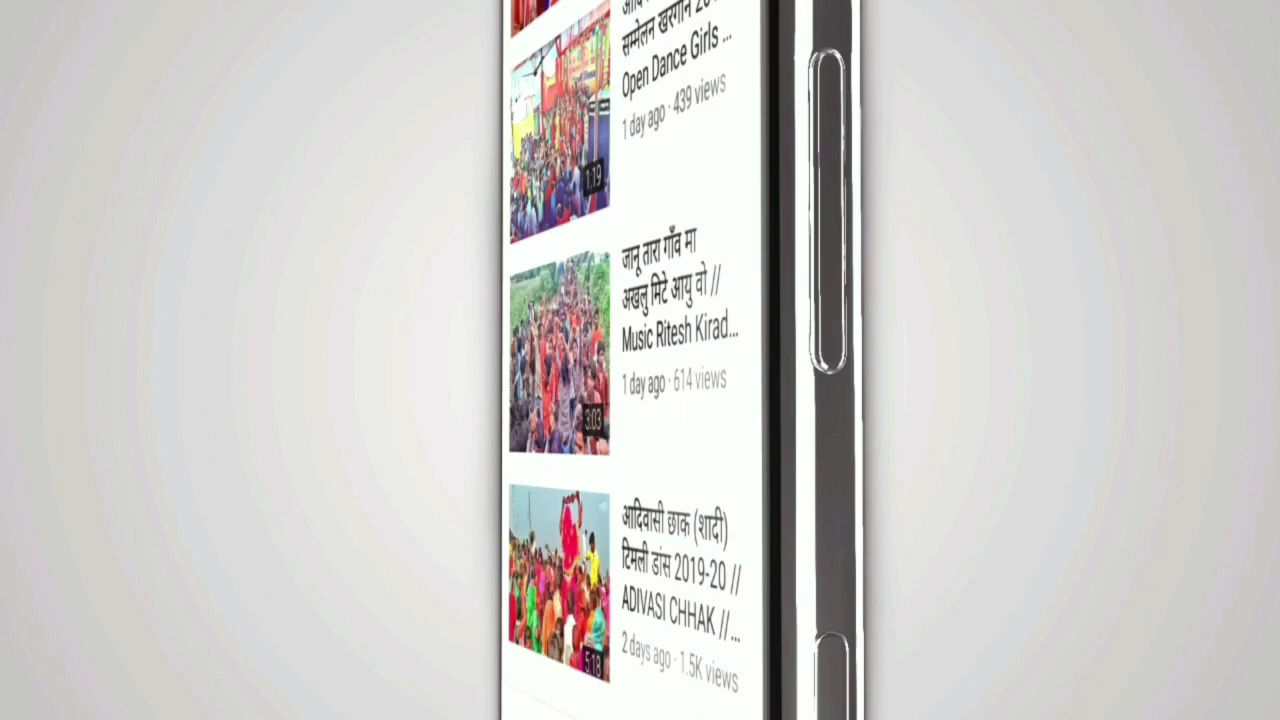 सम्मेलन खरगोन
Open Dance Girls ...
1 day ago · 439 views
1:19
जानू तारा गाँव मा
अखलु मिटे आयु वो //
Music Ritesh Kirad...
1 day ago · 614 views
3:03
आदिवासी छाक (शादी)
टिमली डांस 2019-20 //
ADIVASI CHHAK //...
2 days ago · 1.5K views
5:18